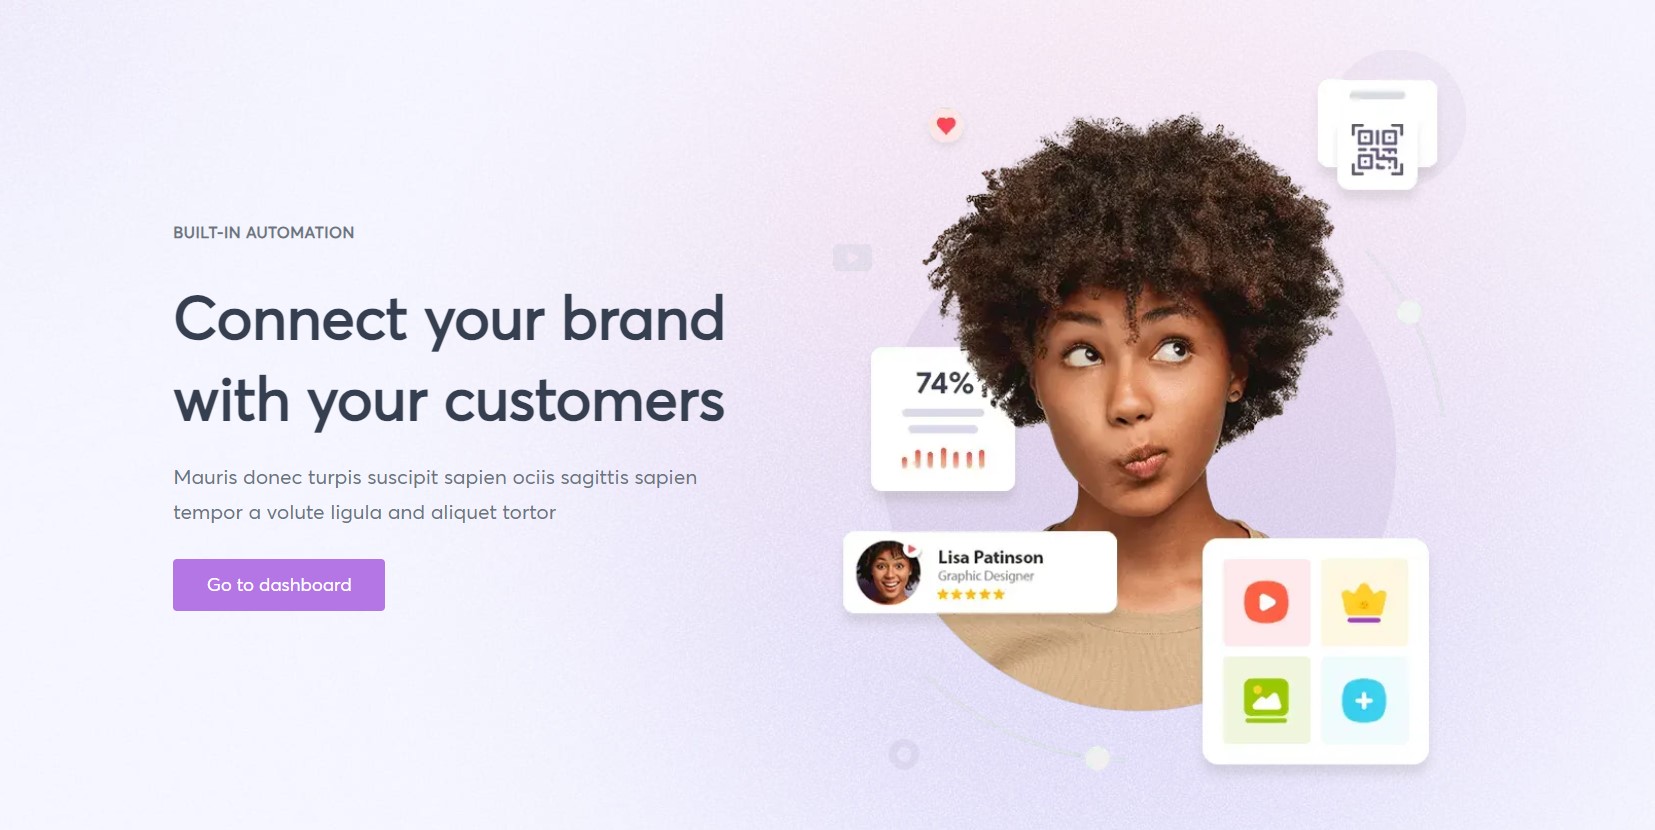 BUILT-IN AUTOMATION
Connect your brand
with your customers
Mauris donec turpis suscipit sapien ociis sagittis sapien
tempor a volute ligula and aliquet tortor
Go to dashboard
74%
Lisa Patinson
Graphic Designer